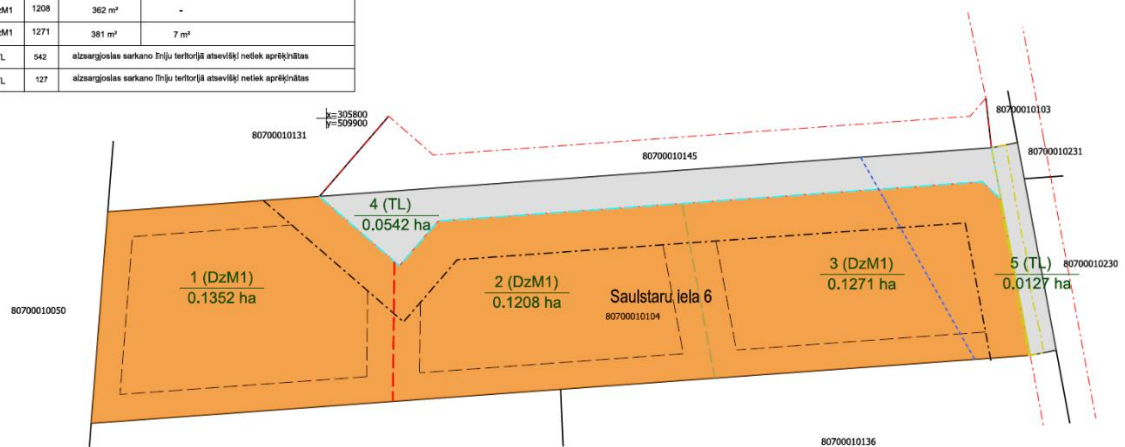 1208 362 m² -
1271 381 m² 7 m²
TL 542 aizsargjoslas sarkano līniju teritorijā atsevišķi netiek aprēķinātas
TL 127 aizsargjoslas sarkano līniju teritorijā atsevišķi netiek aprēķinātas
x=305800
y=509900
80700010131
80700010103
80700010145
80700010231
4 (TL)
0.0542 ha
1 (DzM1)
0.1352 ha
2 (DzM1)
0.1208 ha
3 (DzM1)
0.1271 ha
5 (TL)
0.0127 ha
80700010230
Saulstaru iela 6
80700010104
80700010050
80700010136